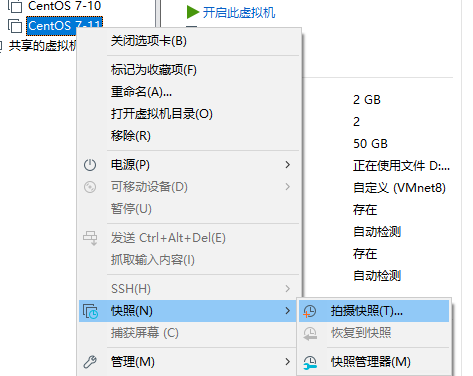 CentOS 7-10
CentOS 7-11
共享的虚拟机
开启此虚拟机
关闭选项卡(B)
标记为收藏项(F)
重命名(A)...
打开虚拟机目录(O)
移除(R)
电源(P)
可移动设备(D)
暂停(U)
发送 Ctrl+Alt+Del(E)
抓取输入内容(I)
SSH(H)
快照(N)
捕获屏幕 (C)
管理(M)
2 GB
2
50 GB
正在使用文件 D:...
自定义 (VMnet8)
存在
自动检测
存在
自动检测
拍摄快照(T)...
恢复到快照
快照管理器(M)